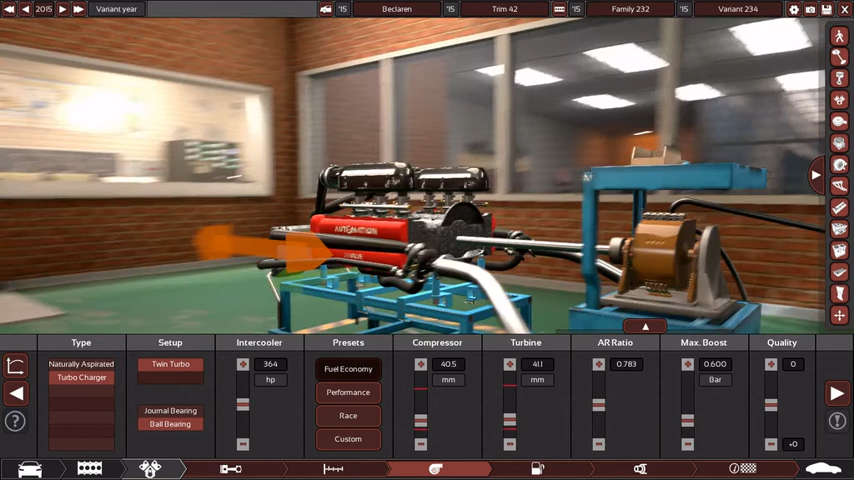 2015
Variant year
'15
Beclaren
'15
Trim 42
'15
Family 232
'15
Variant 234
AUTOMATION
Type
Setup
Intercooler
Presets
Compressor
Turbine
AR Ratio
Max. Boost
Quality
Naturally Aspirated
Turbo Charger
Twin Turbo
Journal Bearing
Ball Bearing
364
hp
Fuel Economy
Performance
Race
Custom
40.5
mm
41.1
mm
0.783
0.600
Bar
0
+0